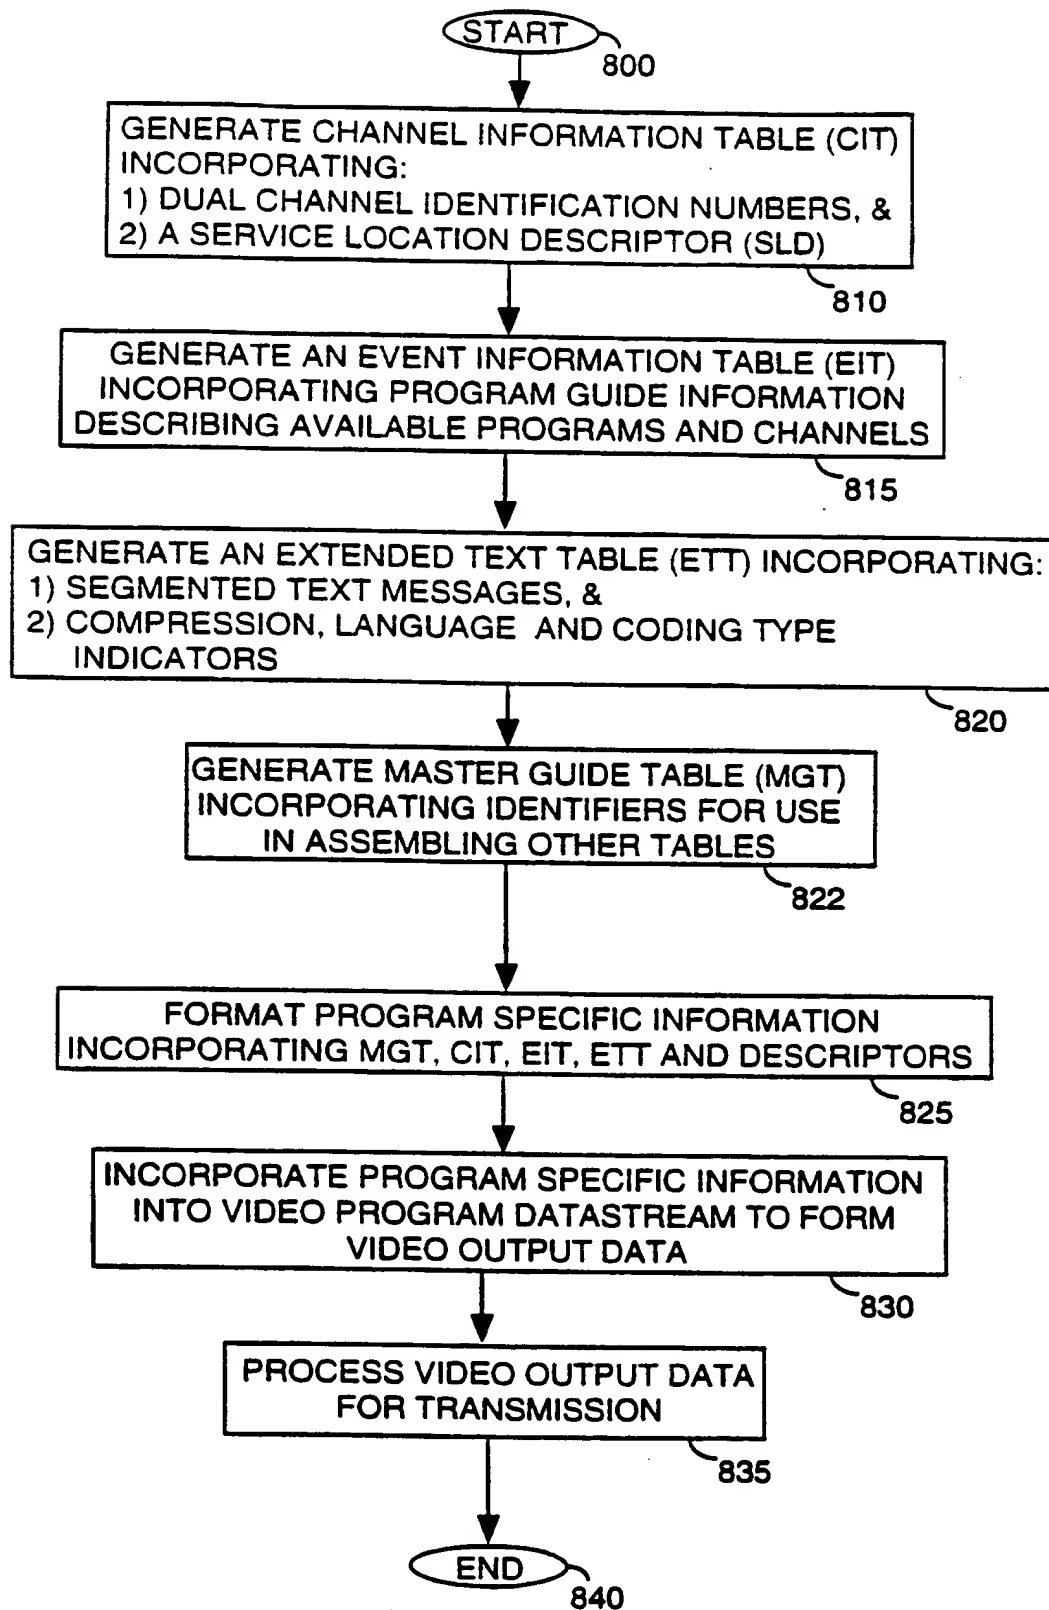 START
800
GENERATE CHANNEL INFORMATION TABLE (CIT)
INCORPORATING:
1) DUAL CHANNEL IDENTIFICATION NUMBERS, &
2) A SERVICE LOCATION DESCRIPTOR (SLD)
810
GENERATE AN EVENT INFORMATION TABLE (EIT)
INCORPORATING PROGRAM GUIDE INFORMATION
DESCRIBING AVAILABLE PROGRAMS AND CHANNELS
815
GENERATE AN EXTENDED TEXT TABLE (ETT) INCORPORATING:
1) SEGMENTED TEXT MESSAGES, &
2) COMPRESSION, LANGUAGE AND CODING TYPE
INDICATORS
820
GENERATE MASTER GUIDE TABLE (MGT)
INCORPORATING IDENTIFIERS FOR USE
IN ASSEMBLING OTHER TABLES
822
FORMAT PROGRAM SPECIFIC INFORMATION
INCORPORATING MGT, CIT, EIT, ETT AND DESCRIPTORS
825
INCORPORATE PROGRAM SPECIFIC INFORMATION
INTO VIDEO PROGRAM DATASTREAM TO FORM
VIDEO OUTPUT DATA
830
PROCESS VIDEO OUTPUT DATA
FOR TRANSMISSION
835
END
840